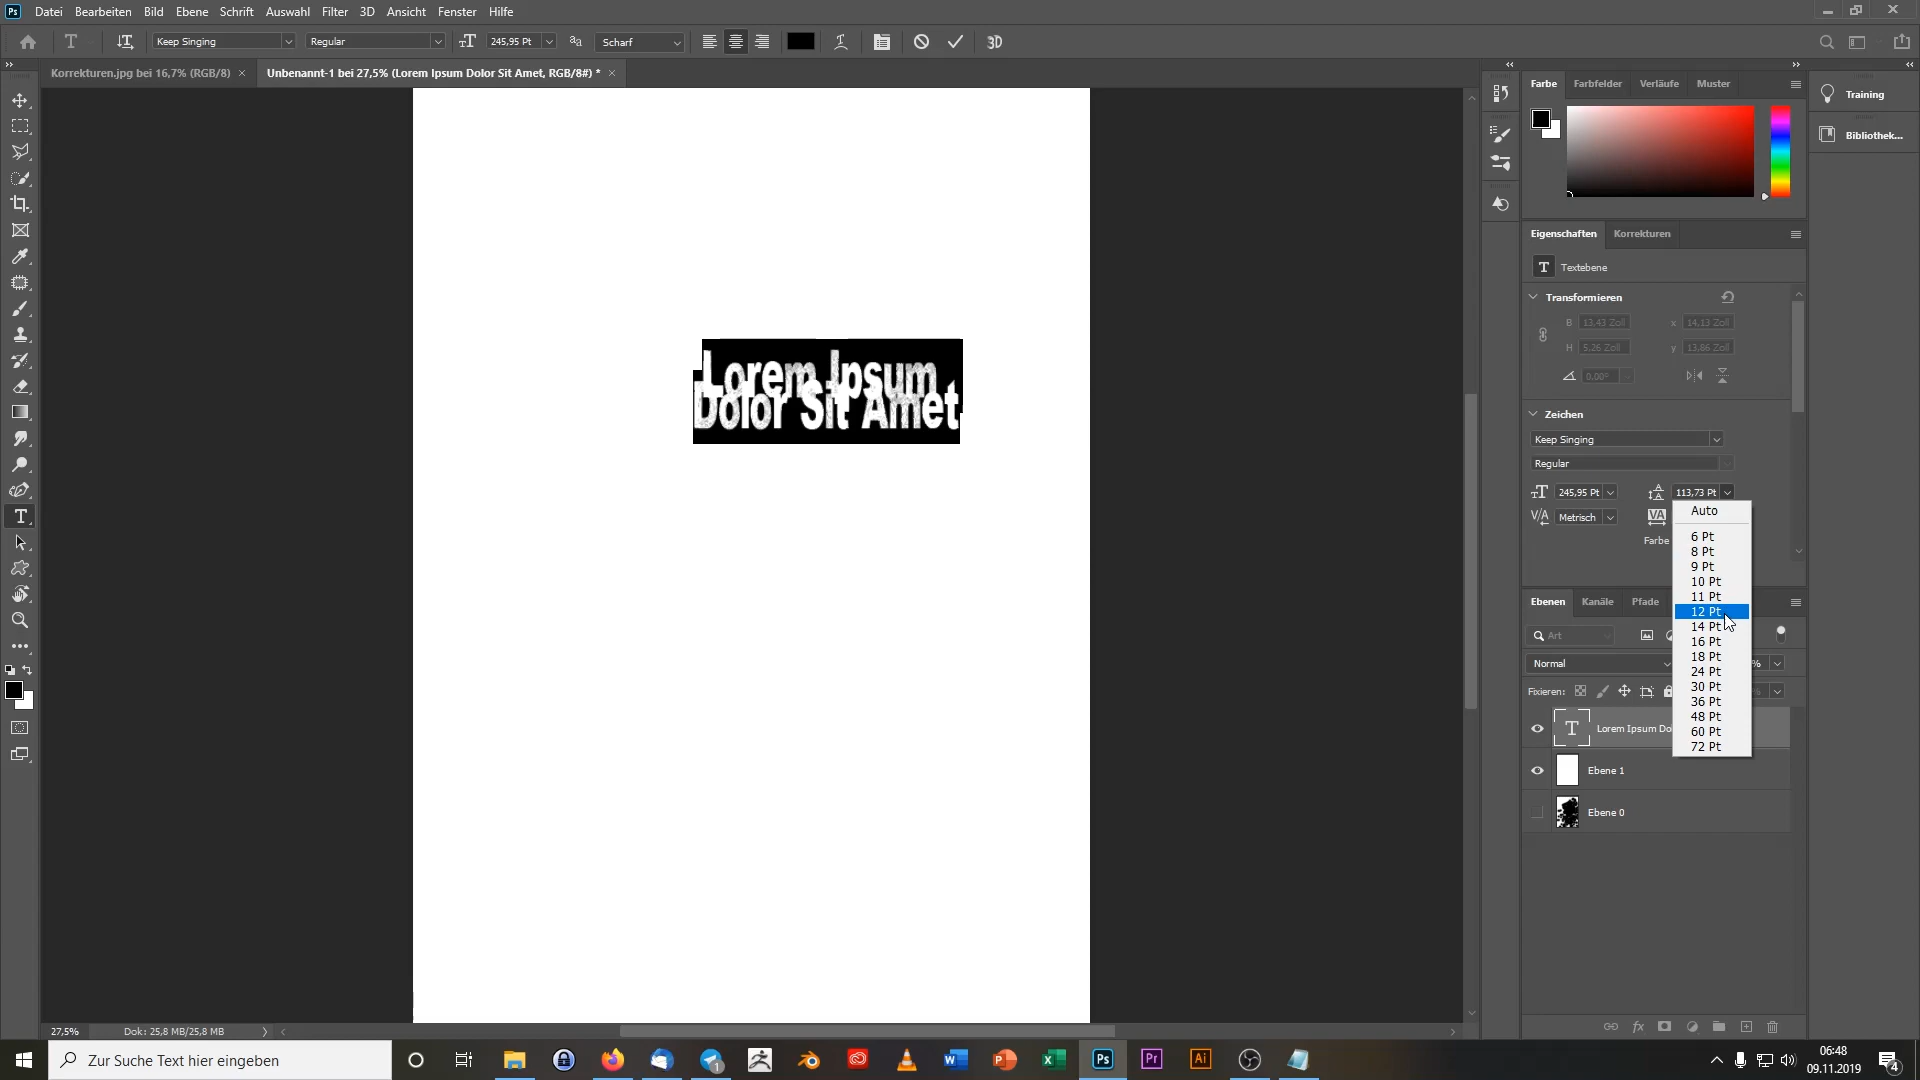 Datei Bearbeiten Bild Ebene Schrift Auswahl Filter 3D Ansicht Fenster Hilfe
Keep Singing Regular 245,95 Pt Scharf 3D
Korrekturen.jpg bei 16,7% (RGB/8) × Unbenannt-1 bei 27,5% (Lorem Ipsum Dolor Sit Amet, RGB/8#) * ×
Farbe Farbfelder Verläufe Muster
Training
Bibliothek...
Eigenschaften Korrekturen
Textebene
Transformieren
B 13,43 Zoll x 14,13 Zoll
H 5,26 Zoll y 13,86 Zoll
0,00°
Zeichen
Keep Singing
Regular
245,95 Pt 113,73 Pt
Metrisch
Farbe
Auto
6 Pt
8 Pt
9 Pt
10 Pt
11 Pt
12 Pt
14 Pt
16 Pt
18 Pt
24 Pt
30 Pt
36 Pt
48 Pt
60 Pt
72 Pt
Lorem Ipsum
Dolor Sit Amet
Ebenen Kanäle Pfade
Art
Normal %
Fixieren: %
Lorem Ipsum Do
Ebene 1
Ebene 0
27,5% Dok: 25,8 MB/25,8 MB
Zur Suche Text hier eingeben
06:48
09.11.2019